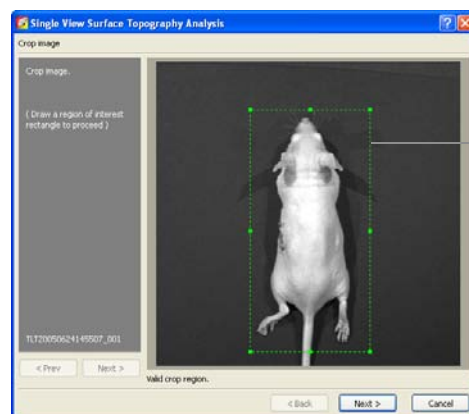 Single View Surface Topography Analysis
Crop image
Crop image.
( Draw a region of interest
rectangle to proceed )
TLT20050624145507_001
< Prev
Next >
Valid crop region.
< Back
Next >
Cancel